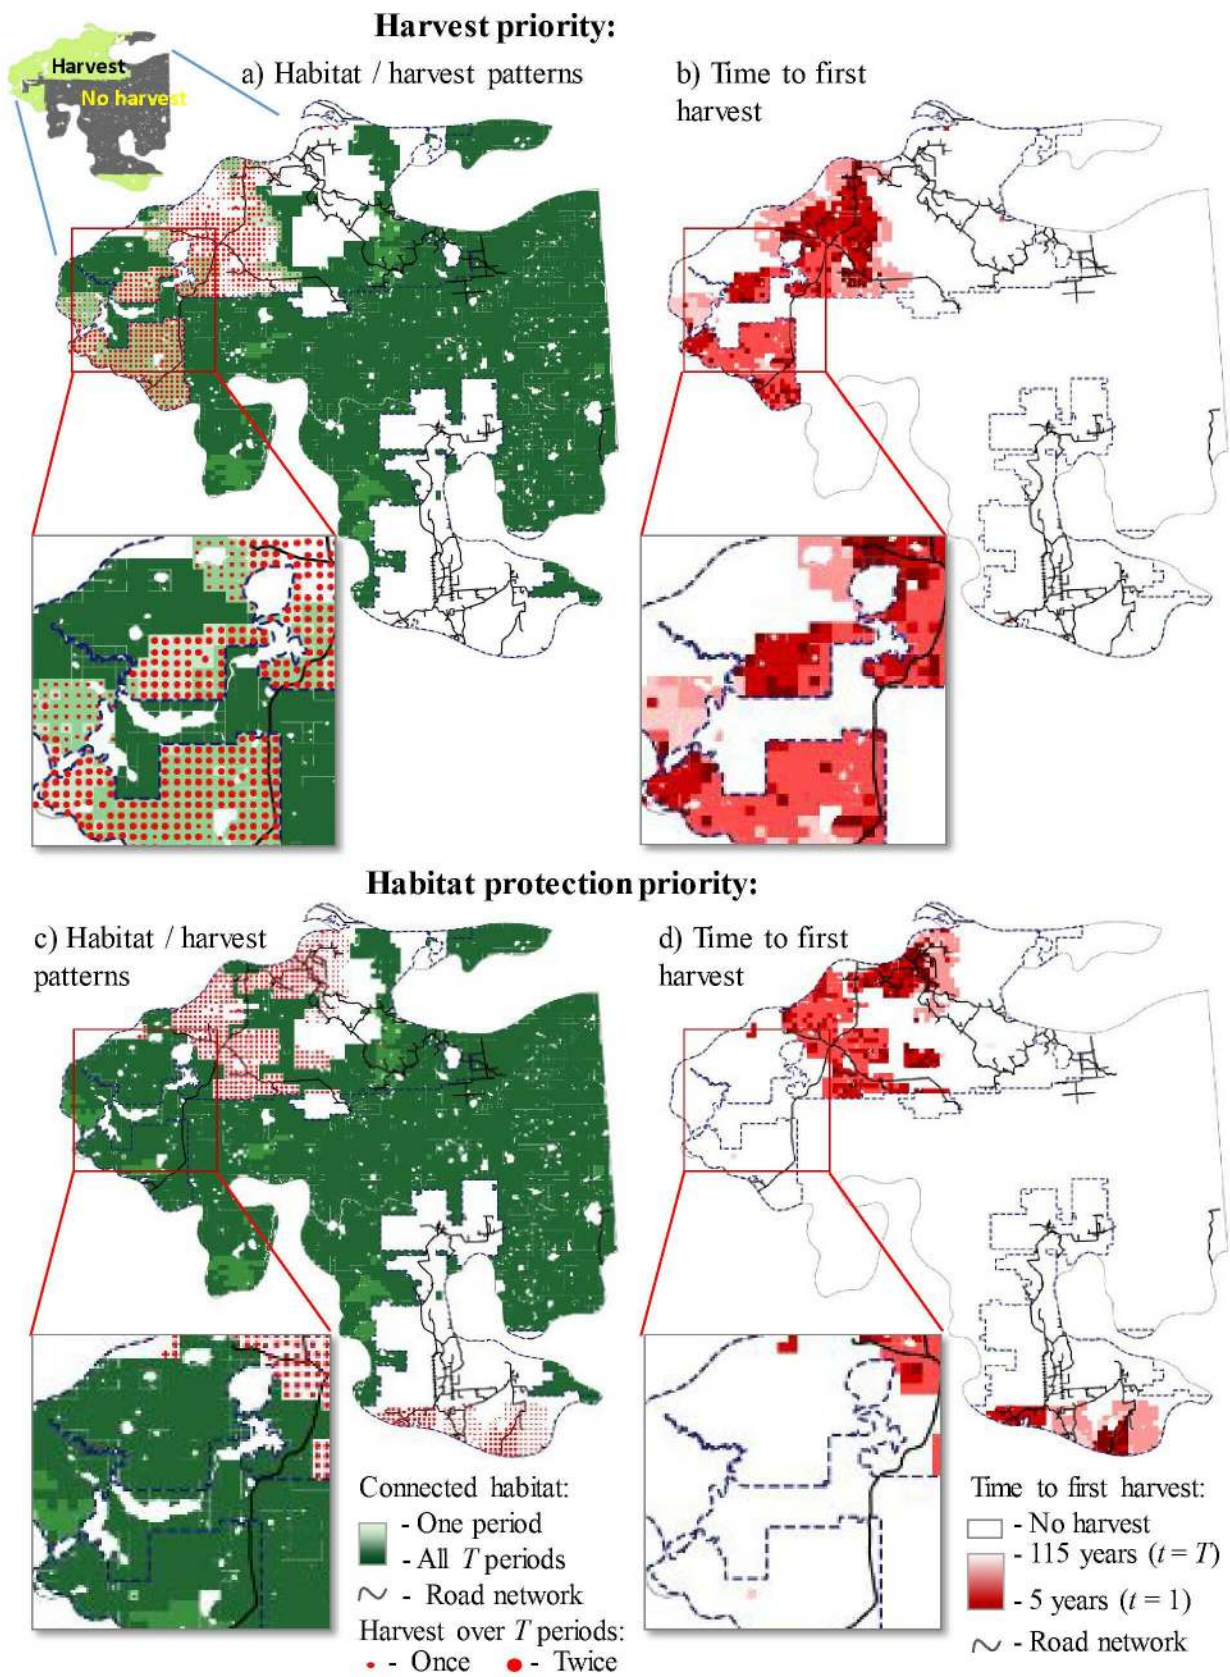 Harvest priority:
Harvest
No harvest
a) Habitat / harvest patterns
b) Time to first
harvest
Habitat protection priority:
c) Habitat / harvest
patterns
d) Time to first
harvest
Connected habitat:
- One period
- All T periods
- Road network
Harvest over T periods:
- Once
- Twice
Time to first harvest:
- No harvest
- 115 years (t = T)
- 5 years (t = 1)
- Road network